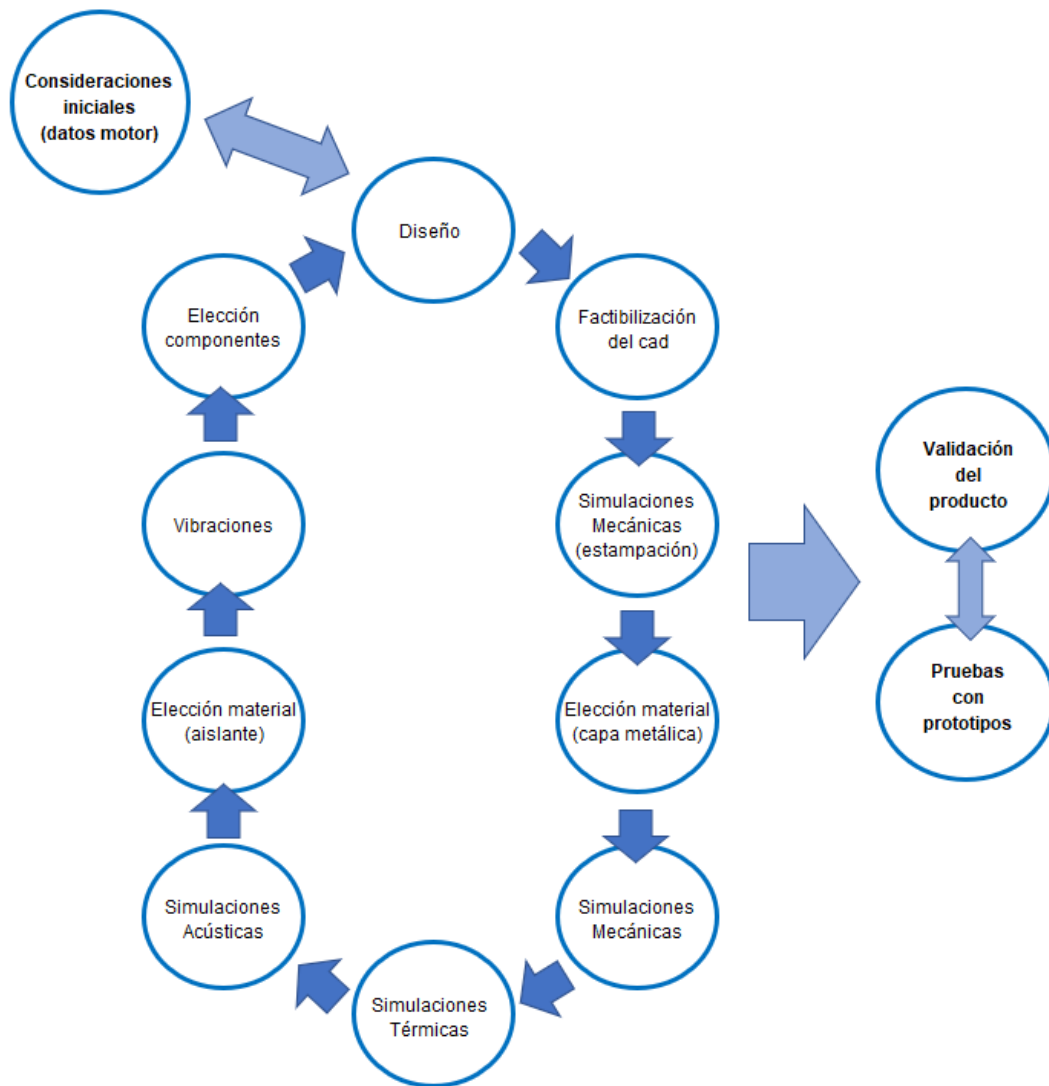 Consideraciones
iniciales
(datos motor)
Diseño
Factibilización
del cad
Simulaciones
Mecánicas
(estampación)
Elección material
(capa metálica)
Simulaciones
Mecánicas
Simulaciones
Térmicas
Simulaciones
Acústicas
Elección material
(aislante)
Vibraciones
Elección
componentes
Validación
del
producto
Pruebas
con
prototipos